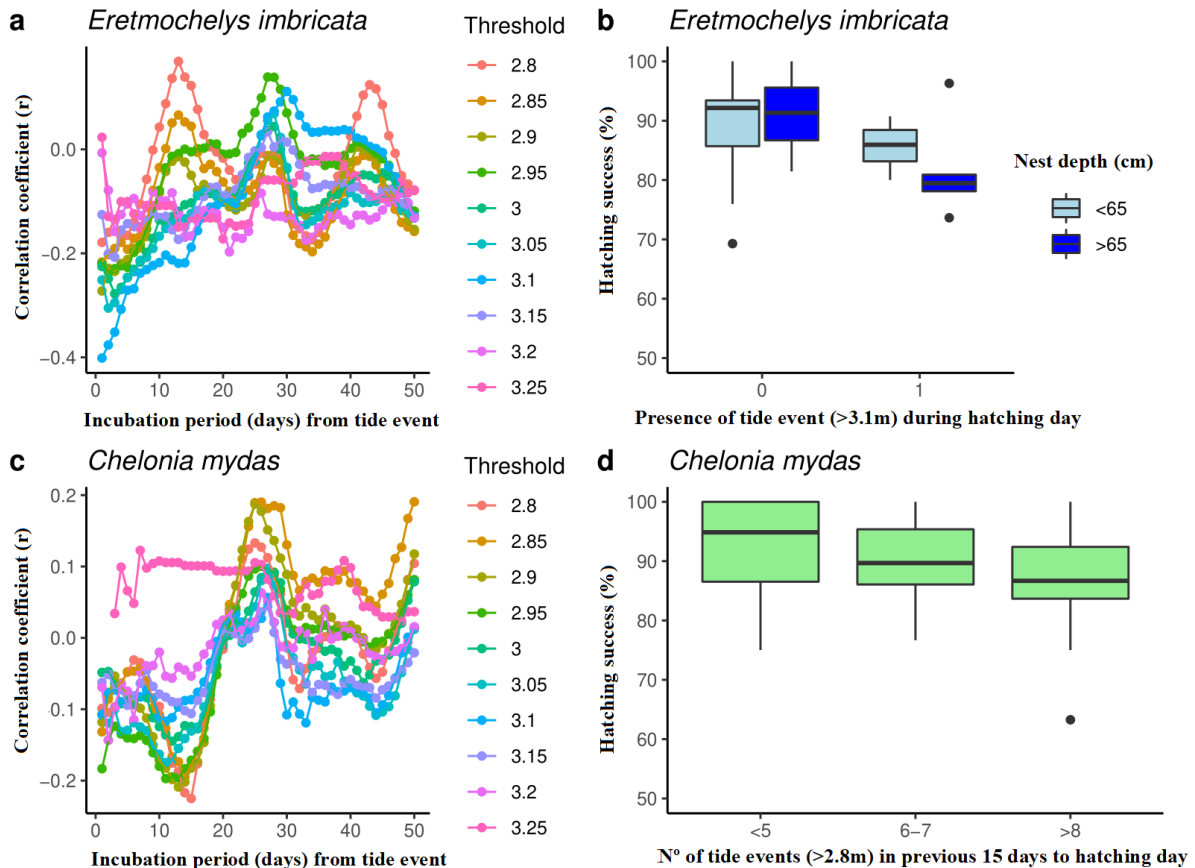 a Eretmochelys imbricata
Threshold
2.8
2.85
2.9
2.95
3
3.05
3.1
3.15
3.2
3.25
0.0
−0.2
−0.4
Correlation coefficient (r)
0 10 20 30 40 50
Incubation period (days) from tide event
b Eretmochelys imbricata
100
90
80
70
60
50
Hatching success (%)
0 1
Presence of tide event (>3.1m) during hatching day
Nest depth (cm)
<65
>65
c Chelonia mydas
Threshold
2.8
2.85
2.9
2.95
3
3.05
3.1
3.15
3.2
3.25
0.2
0.1
0.0
0.1
−0.2
Correlation coefficient (r)
0 10 20 30 40 50
Incubation period (days) from tide event
d Chelonia mydas
100
90
80
70
60
50
Hatching success (%)
<5 6−7 >8
Nº of tide events (>2.8m) in previous 15 days to hatching day